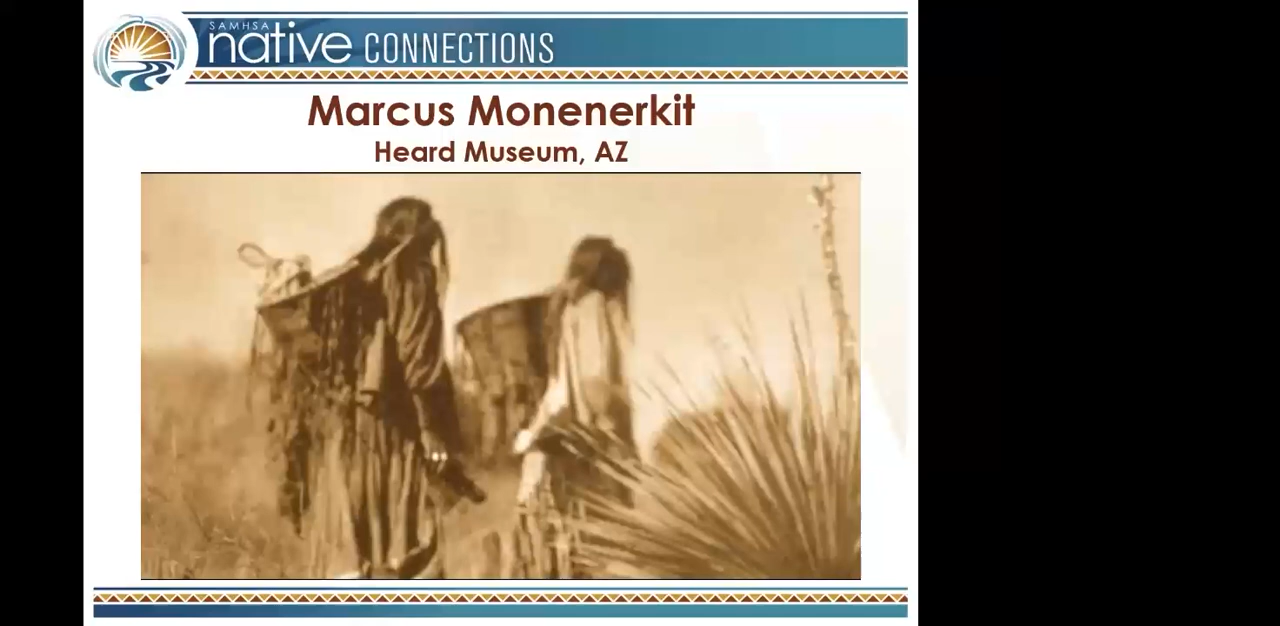 SAMHSA
native CONNECTIONS
Marcus Monenerkit
Heard Museum, AZ